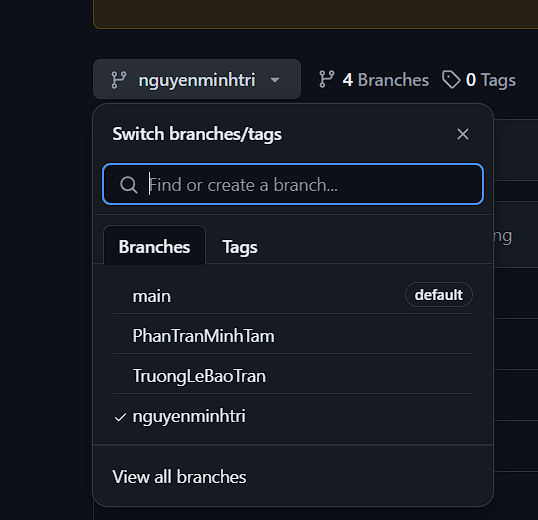 nguyenminhtri 4 Branches 0 Tags
Switch branches/tags
Find or create a branch...
Branches Tags
ng
main default
PhanTranMinhTam
TruongLeBaoTran
nguyenminhtri
View all branches